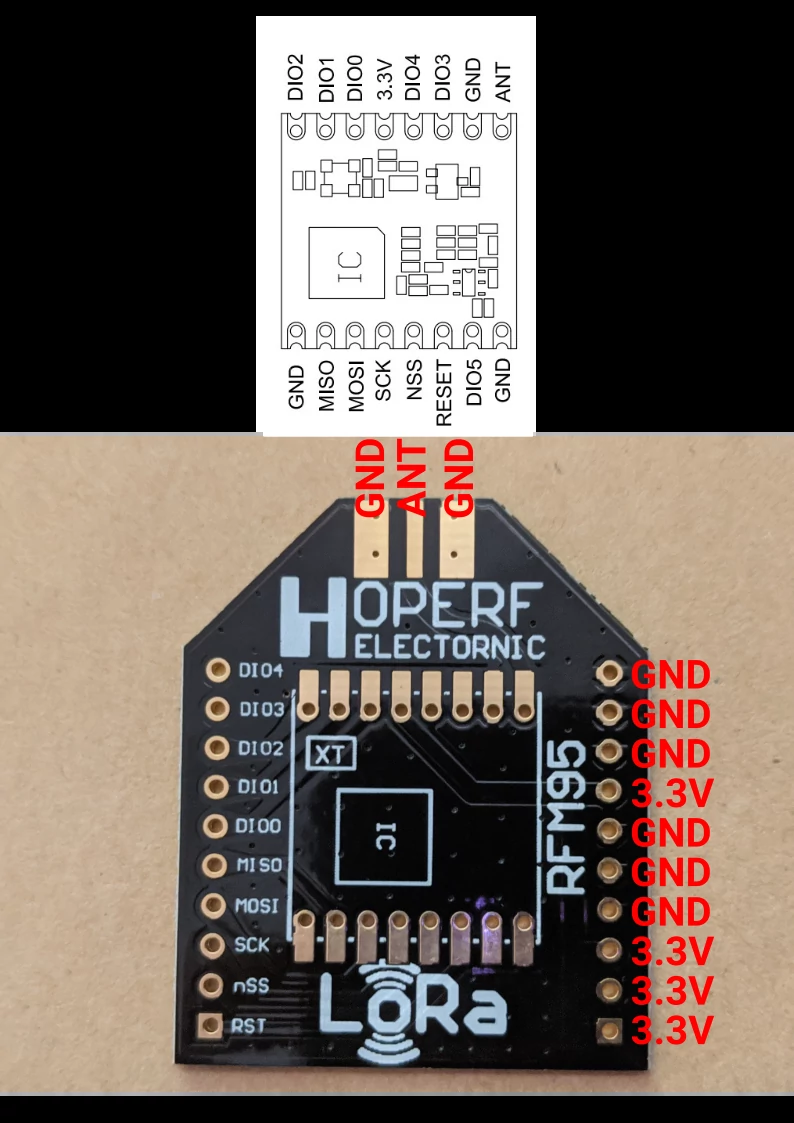 DIO2 DIO1 DIO0 3.3V DIO4 DIO3 GND ANT
IC
GND MISO MOSI SCK NSS RESET DIO5 GND
GND ANT GND
HOPERF
ELECTORNIC
DIO4 GND
DIO3 GND
DIO2 GND
DIO1 3.3V
DIO0 GND
MISO GND
MOSI GND
SCK 3.3V
nSS 3.3V
RST 3.3V
XT
IC
RFM95
LoRa